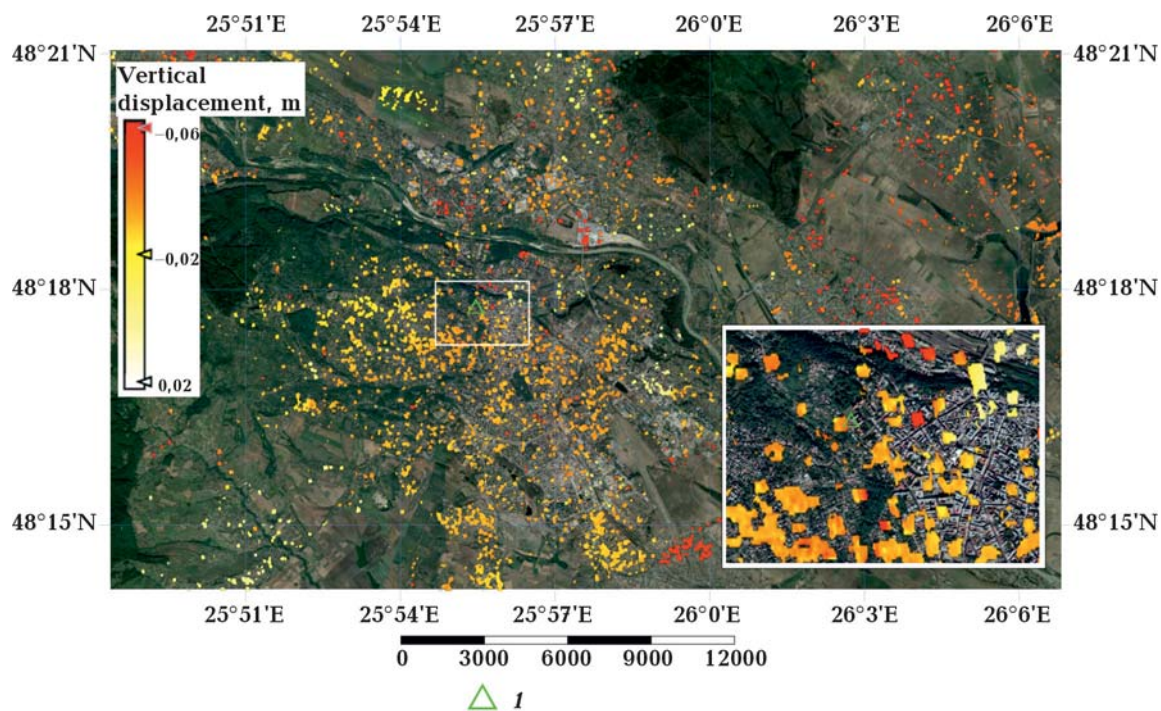 25°51'E 25°54'E 25°57'E 26°0'E 26°3'E 26°6'E
48°21'N 48°21'N
Vertical
displacement, m
–0,06
–0,02
0,02
48°18'N 48°18'N
48°15'N 48°15'N
25°51'E 25°54'E 25°57'E 26°0'E 26°3'E 26°6'E
0 3000 6000 9000 12000
1